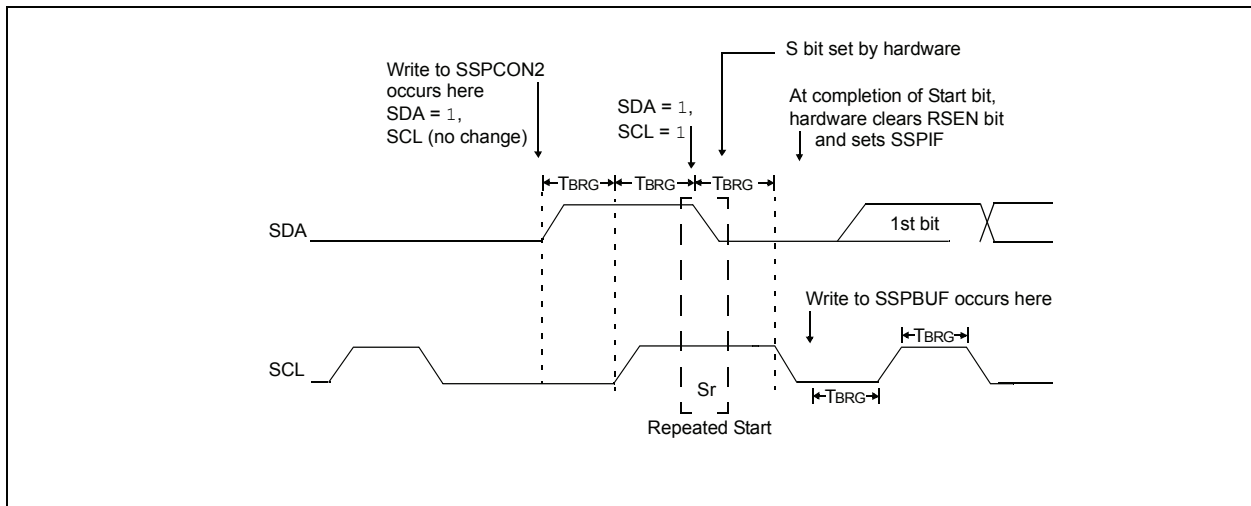 S bit set by hardware
Write to SSPCON2
occurs here
SDA = 1,
SCL (no change)
SDA = 1,
SCL = 1
At completion of Start bit,
hardware clears RSEN bit
and sets SSPIF
TBRG TBRG TBRG
SDA
1st bit
Write to SSPBUF occurs here
TBRG
SCL
Sr
TBRG
Repeated Start